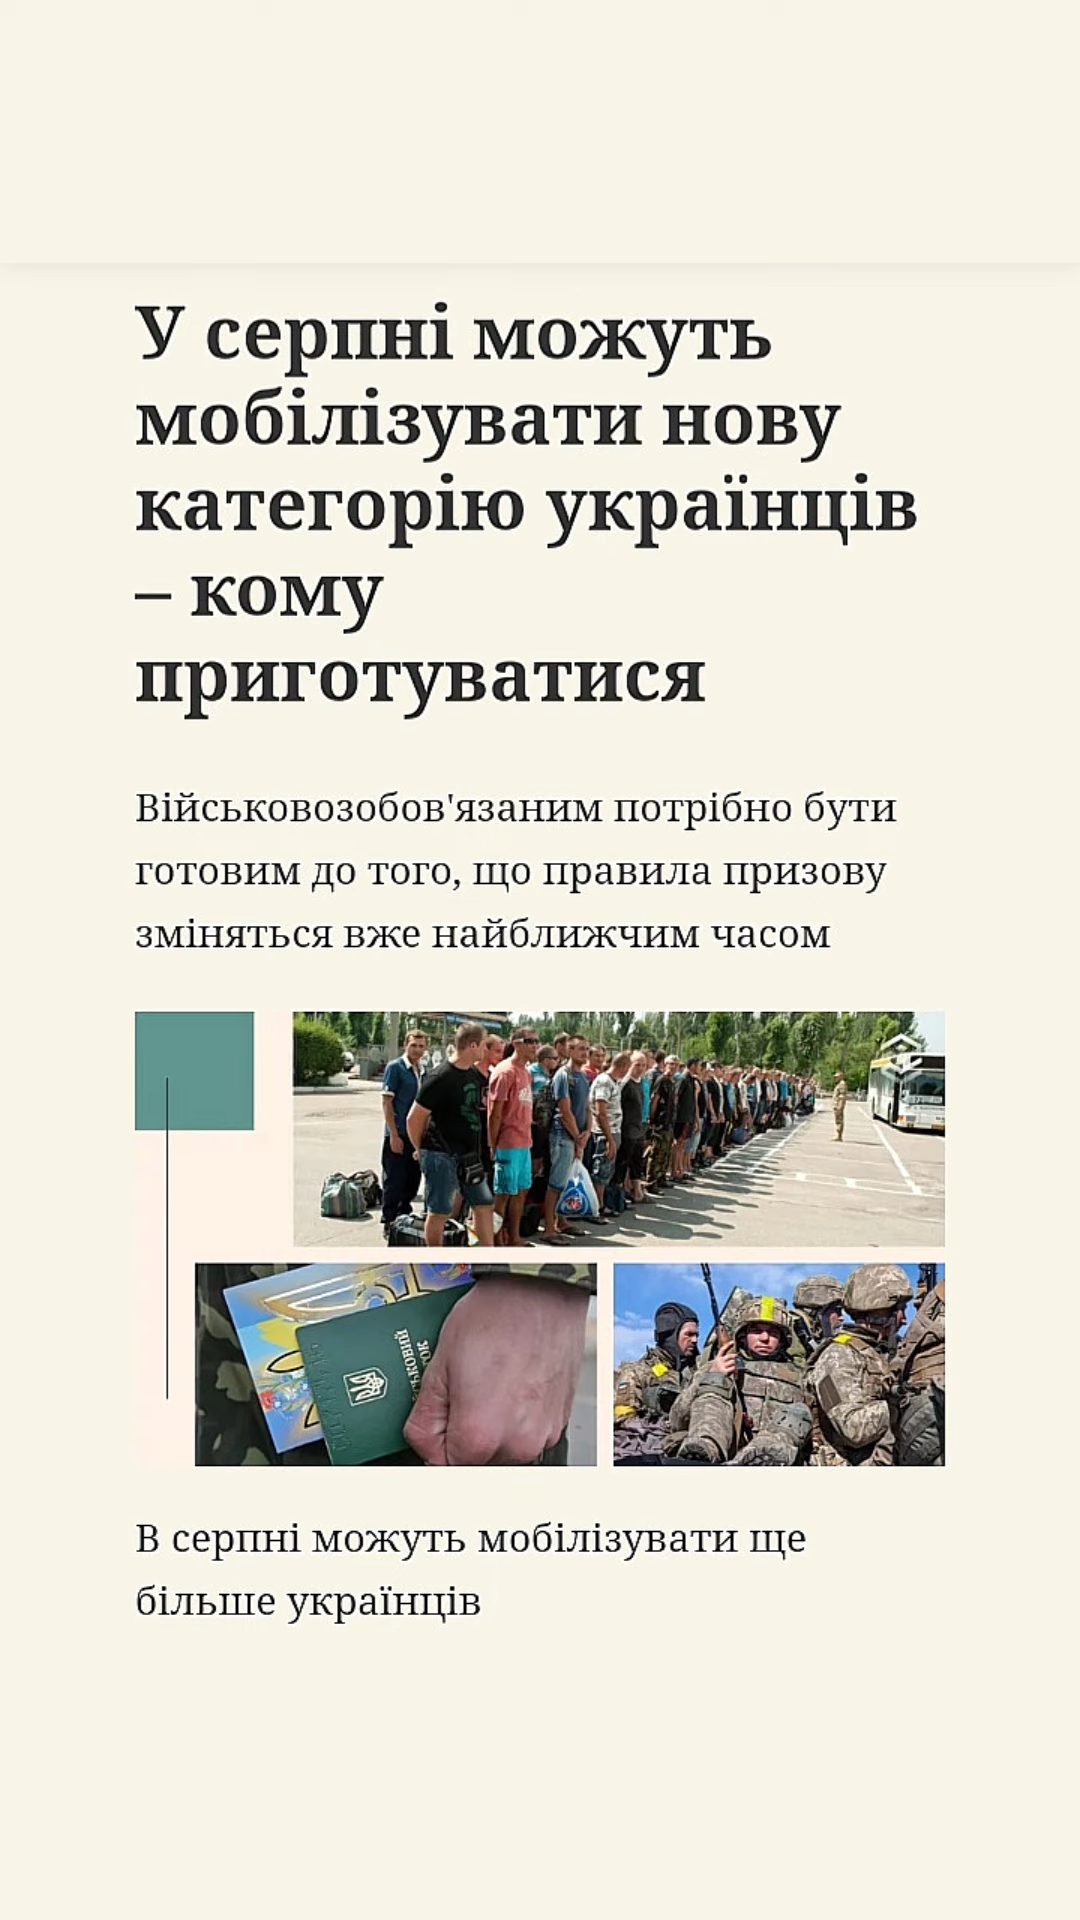 У серпні можуть
мобілізувати нову
категорію українців
– кому
приготуватися
Військовозобов'язаним потрібно бути
готовим до того, що правила призову
зміняться вже найближчим часом
В серпні можуть мобілізувати ще
більше українців